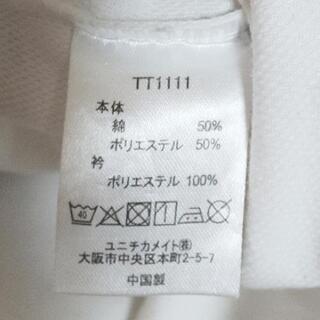 TT1111
本体
綿 50%
ポリエステル 50%
衿
ポリエステル 100%
40
ユニチカメイト㈱
大阪市中央区本町2-5-7
中国製